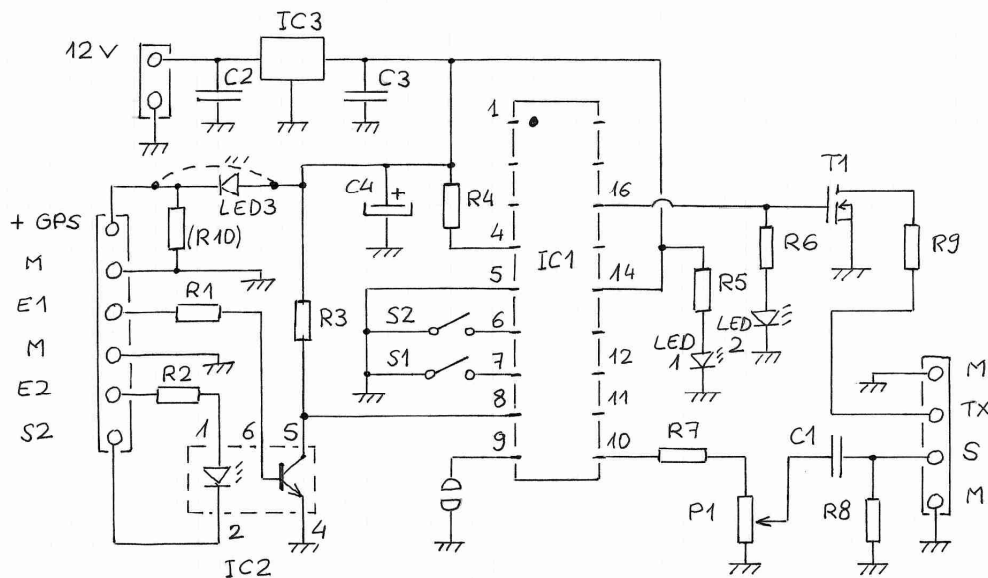 IC3
12V
C2
C3
1
T1
LED3
C4
+
R4
16
+ GPS
(R10)
4
IC1
R6
R9
M
5
14
R5
E1
R1
R3
S2
6
LED
2
M
S1
7
12
LED
1
M
E2
R2
8
11
TX
S2
1
6
5
9
10
R7
C1
S
P1
R8
M
2
4
IC2